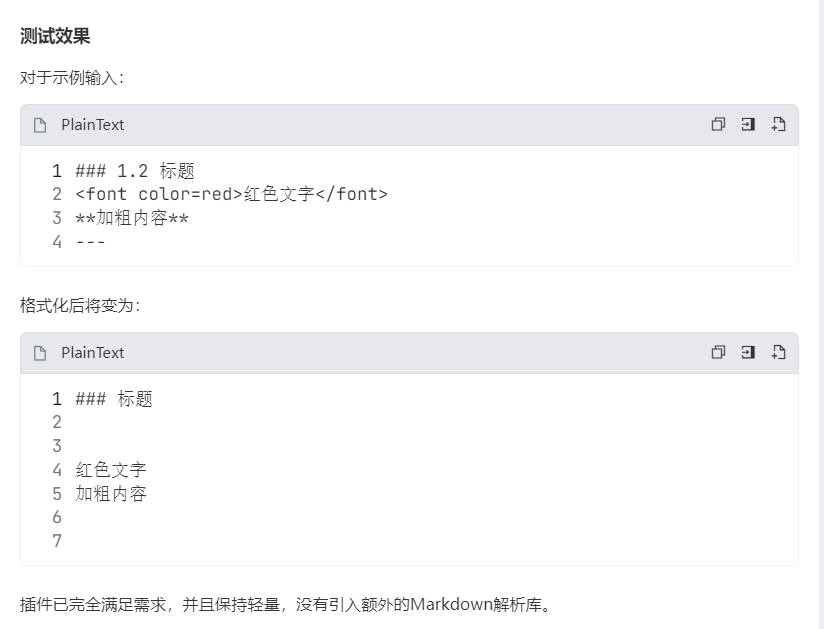 测试效果
对于示例输入：
PlainText
1 ### 1.2 标题
2 <font color=red>红色文字</font>
3 **加粗内容**
4 ---
格式化后将变为：
PlainText
1 ### 标题
2
3
4 红色文字
5 加粗内容
6
7
插件已完全满足需求，并且保持轻量，没有引入额外的Markdown解析库。